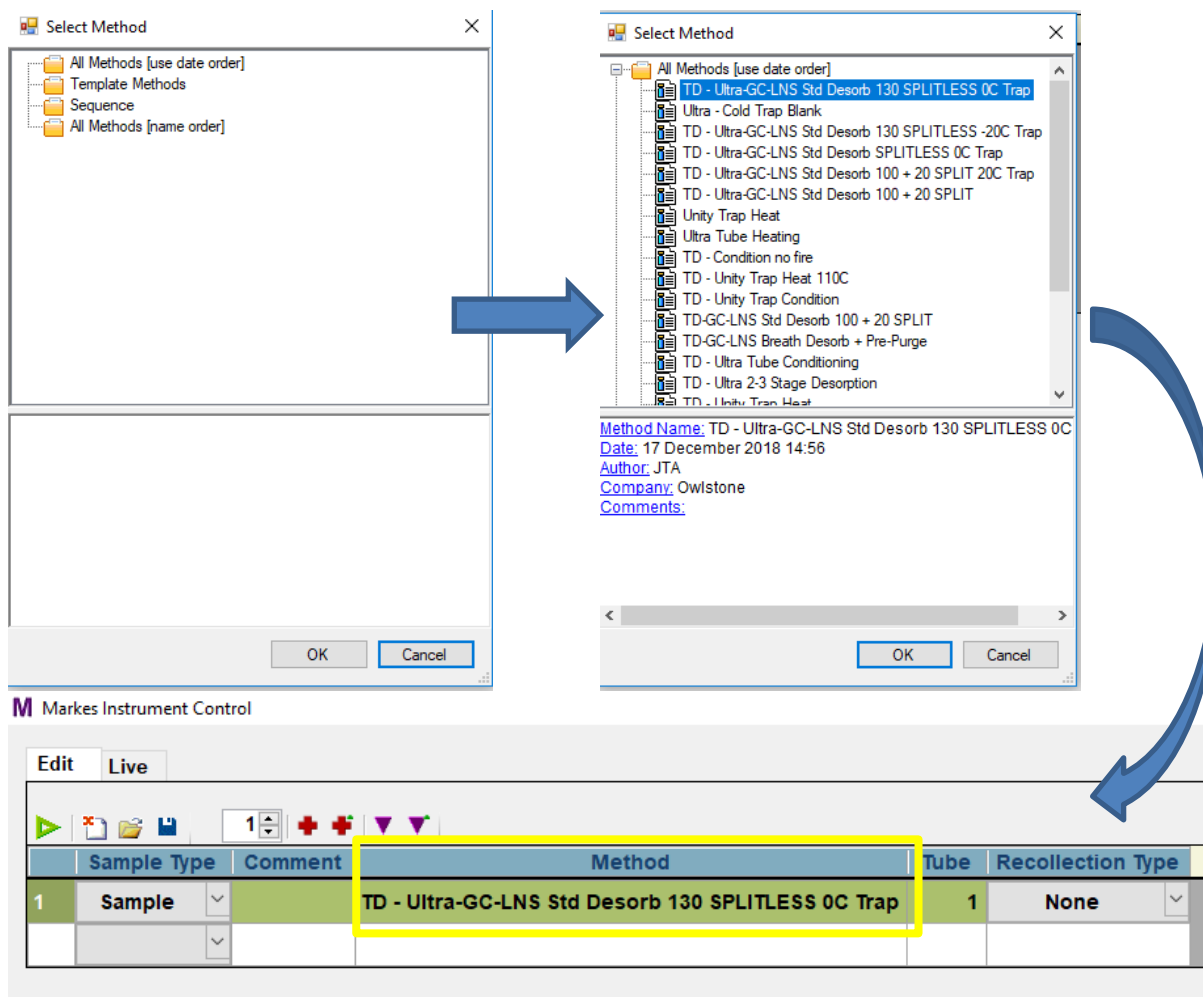 Select Method
All Methods [use date order]
Template Methods
Sequence
All Methods [name order]
OK
Cancel
Select Method
All Methods [use date order]
TD - Ultra-GC-LNS Std Desorb 130 SPLITLESS 0C Trap
Ultra - Cold Trap Blank
TD - Ultra-GC-LNS Std Desorb 130 SPLITLESS -20C Trap
TD - Ultra-GC-LNS Std Desorb SPLITLESS 0C Trap
TD - Ultra-GC-LNS Std Desorb 100 + 20 SPLIT 20C Trap
TD - Ultra-GC-LNS Std Desorb 100 + 20 SPLIT
Unity Trap Heat
Ultra Tube Heating
TD - Condition no fire
TD - Unity Trap Heat 110C
TD - Unity Trap Condition
TD-GC-LNS Std Desorb 100 + 20 SPLIT
TD-GC-LNS Breath Desorb + Pre-Purge
TD - Ultra Tube Conditioning
TD - Ultra 2-3 Stage Desorption
TD - Unity Trap Heat
Method Name: TD - Ultra-GC-LNS Std Desorb 130 SPLITLESS 0C
Date: 17 December 2018 14:56
Author: JTA
Company: Owlstone
Comments:
OK
Cancel
M Markes Instrument Control
Edit Live
1
Sample Type Comment Method Tube Recollection Type
1 Sample TD - Ultra-GC-LNS Std Desorb 130 SPLITLESS 0C Trap 1 None